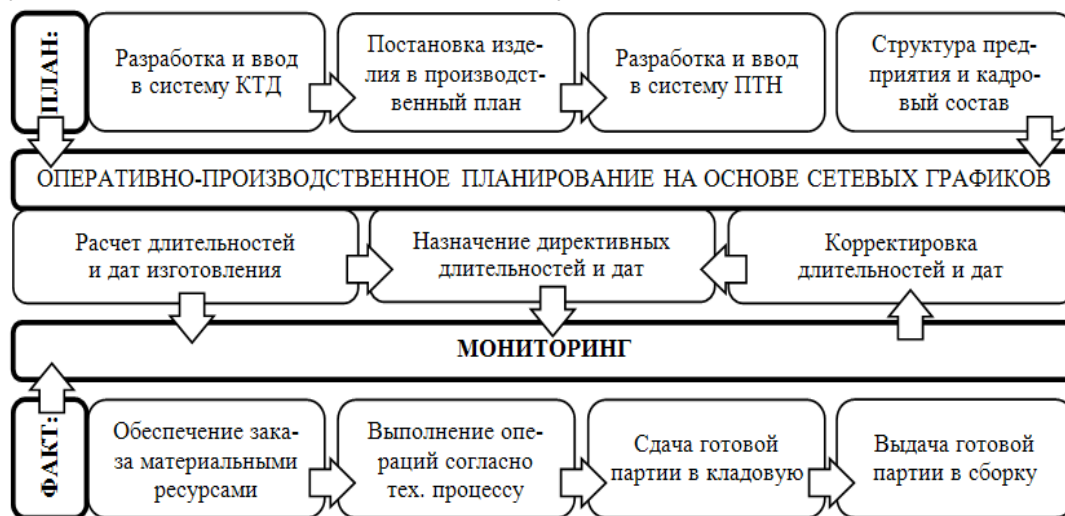 ПЛАН:
Разработка и ввод
в систему КТД
Постановка изде-
лия в производст-
венный план
Разработка и ввод
в систему ПТН
Структура пред-
приятия и кадро-
вый состав
ОПЕРАТИВНО-ПРОИЗВОДСТВЕННОЕ ПЛАНИРОВАНИЕ НА ОСНОВЕ СЕТЕВЫХ ГРАФИКОВ
Расчет длительностей
и дат изготовления
Назначение директивных
длительностей и дат
Корректировка
длительностей и дат
МОНИТОРИНГ
ФАКТ:
Обеспечение зака-
за материальными
ресурсами
Выполнение опе-
раций согласно
тех. процессу
Сдача готовой
партии в кладовую
Выдача готовой
партии в сборку